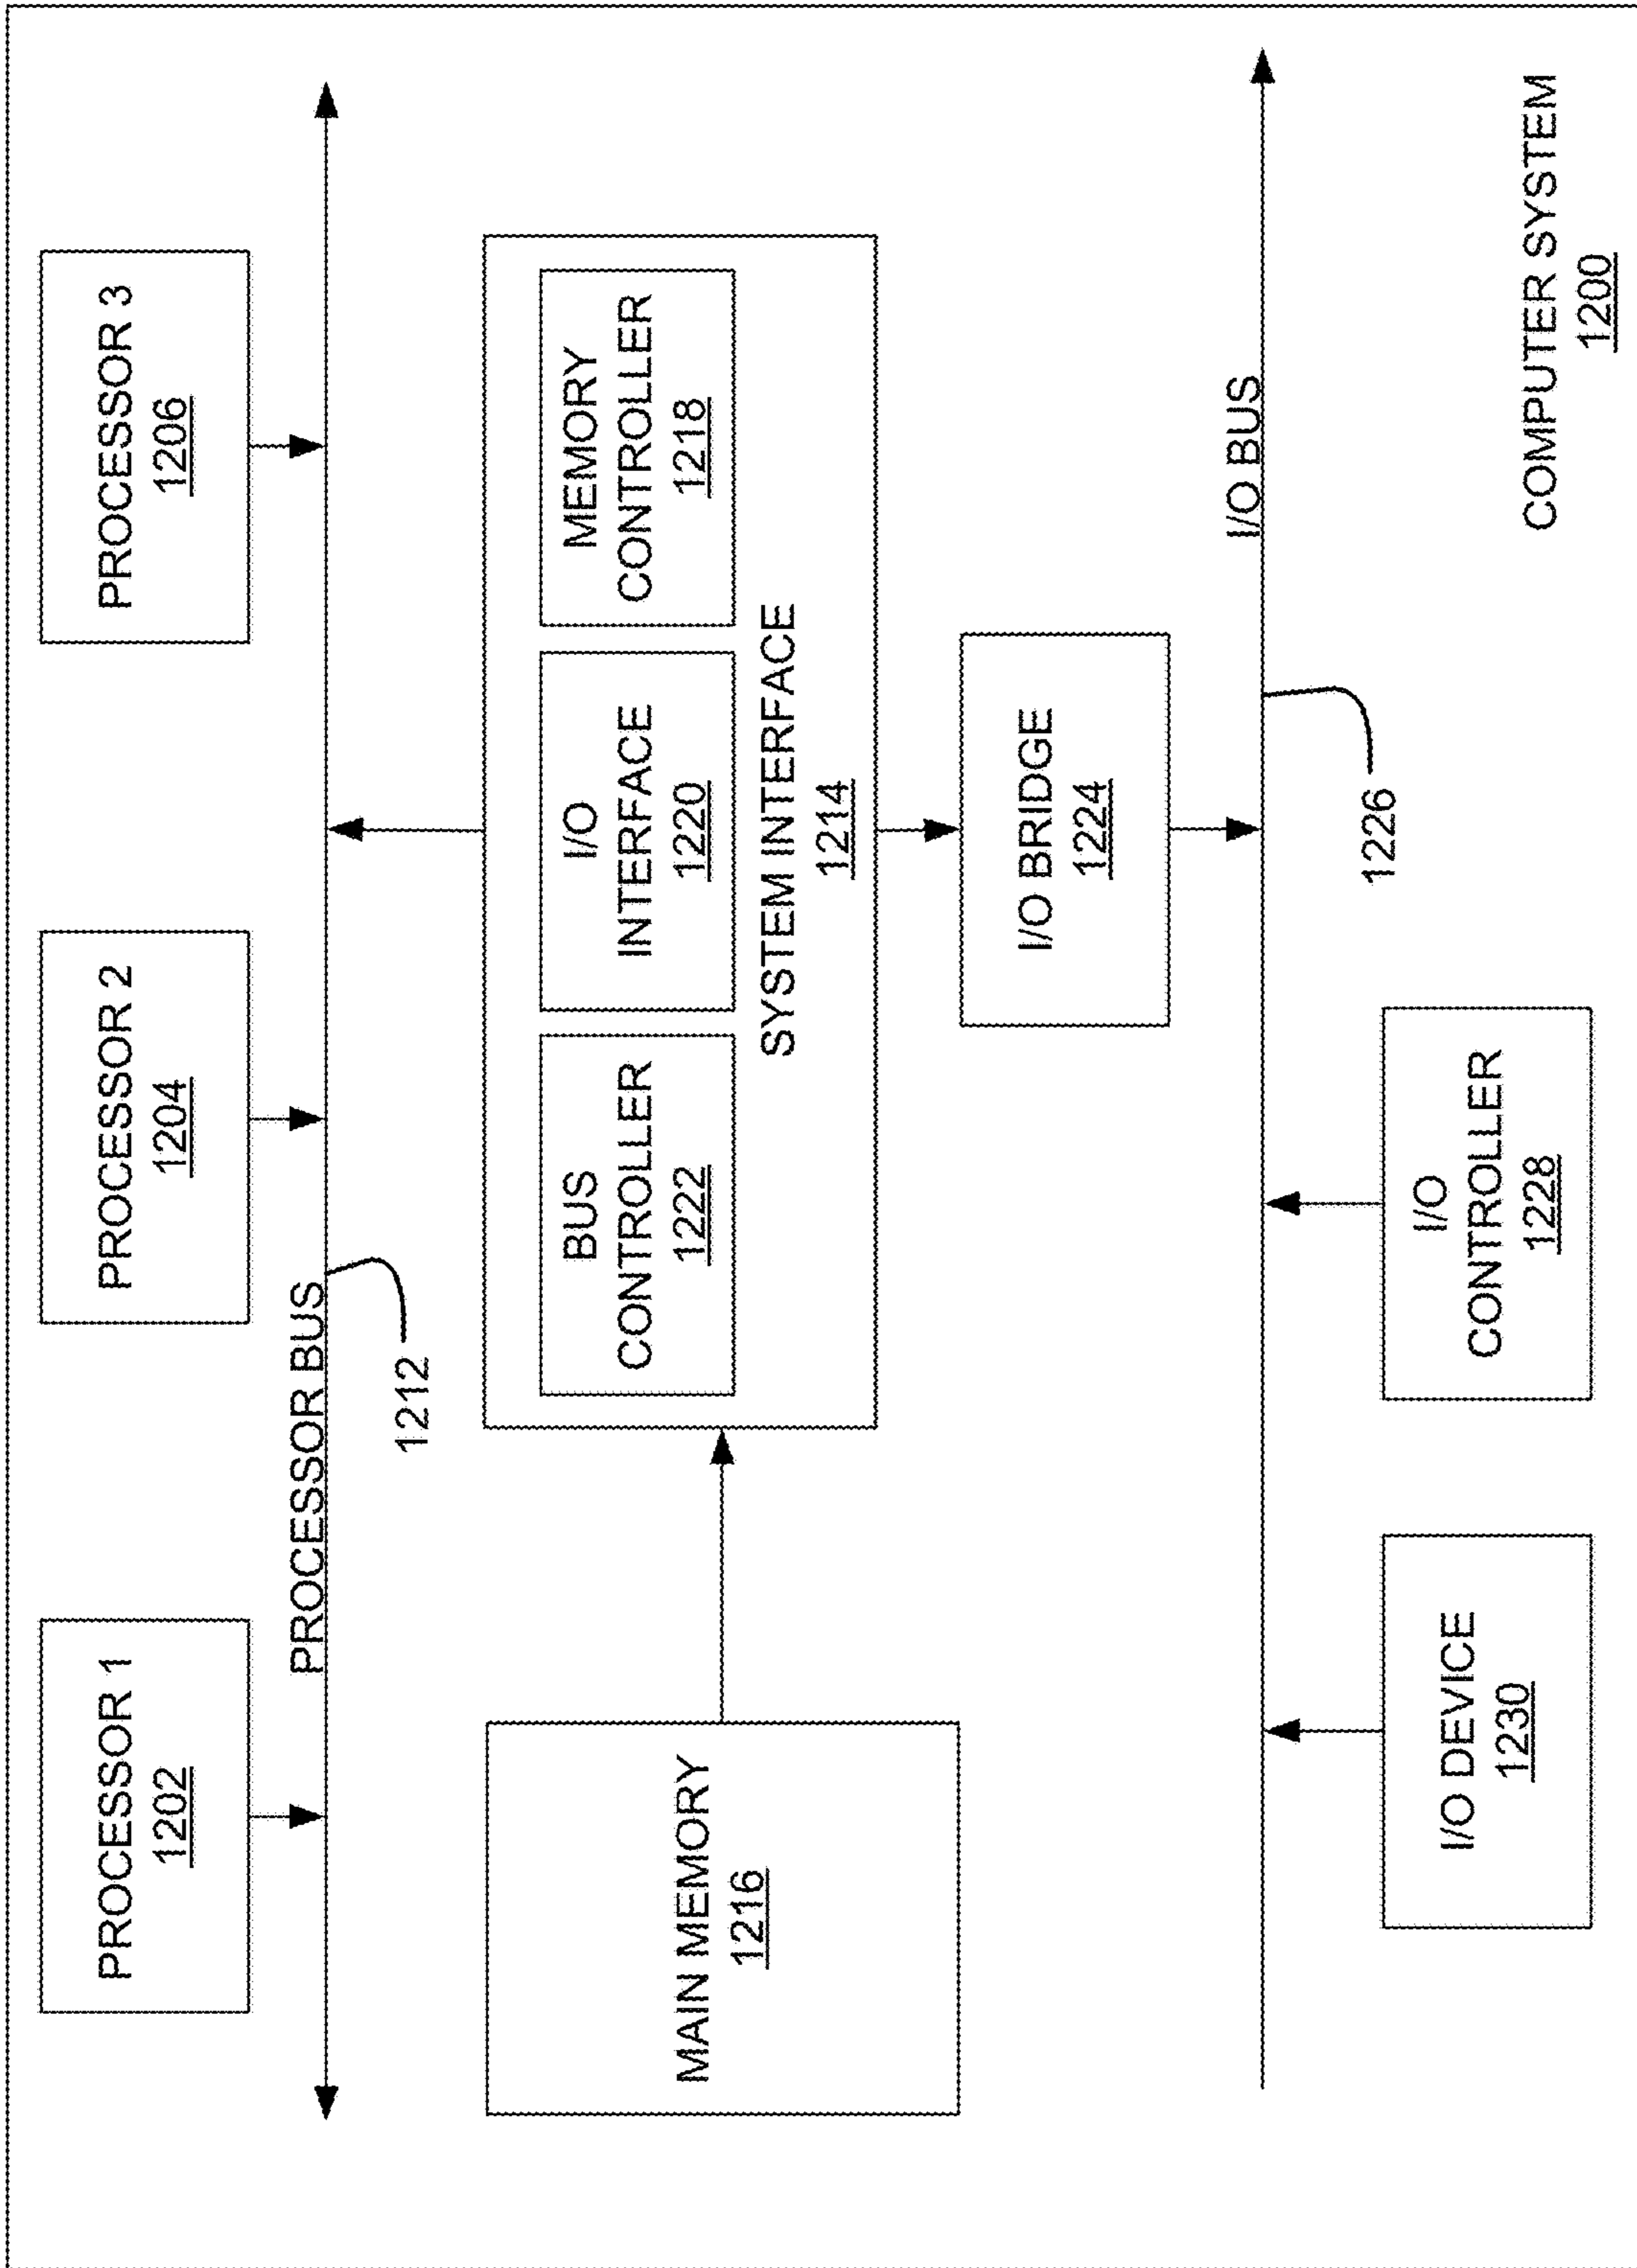 PROCESSOR 1
1202
PROCESSOR 2
1204
PROCESSOR 3
1206
PROCESSOR BUS
1212
MAIN MEMORY
1216
BUS
CONTROLLER
1222
I/O
INTERFACE
1220
MEMORY
CONTROLLER
1218
SYSTEM INTERFACE
1214
I/O BRIDGE
1224
I/O BUS
1226
I/O DEVICE
1230
I/O
CONTROLLER
1228
COMPUTER SYSTEM
1200